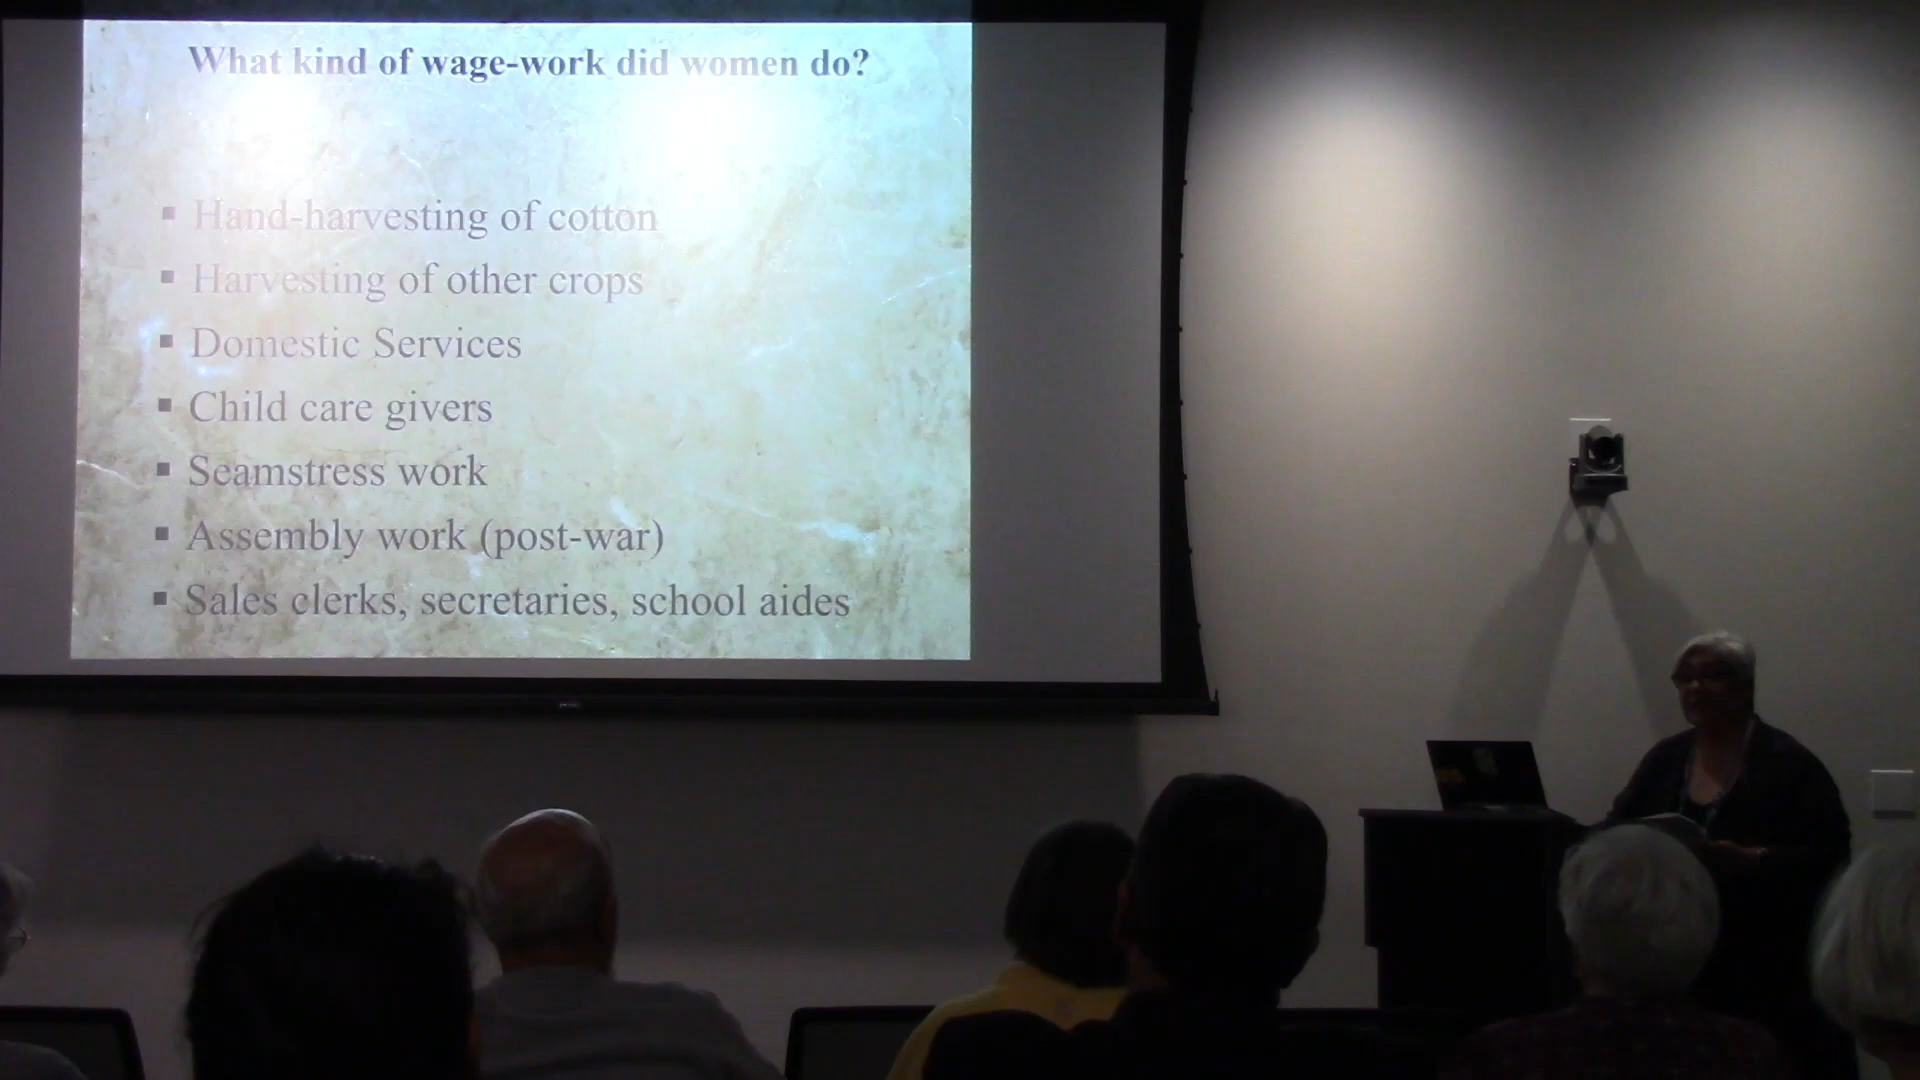 What kind of wage-work did women do?
▪ Hand-harvesting of cotton
▪ Harvesting of other crops
▪ Domestic Services
▪ Child care givers
▪ Seamstress work
▪ Assembly work (post-war)
▪ Sales clerks, secretaries, school aides